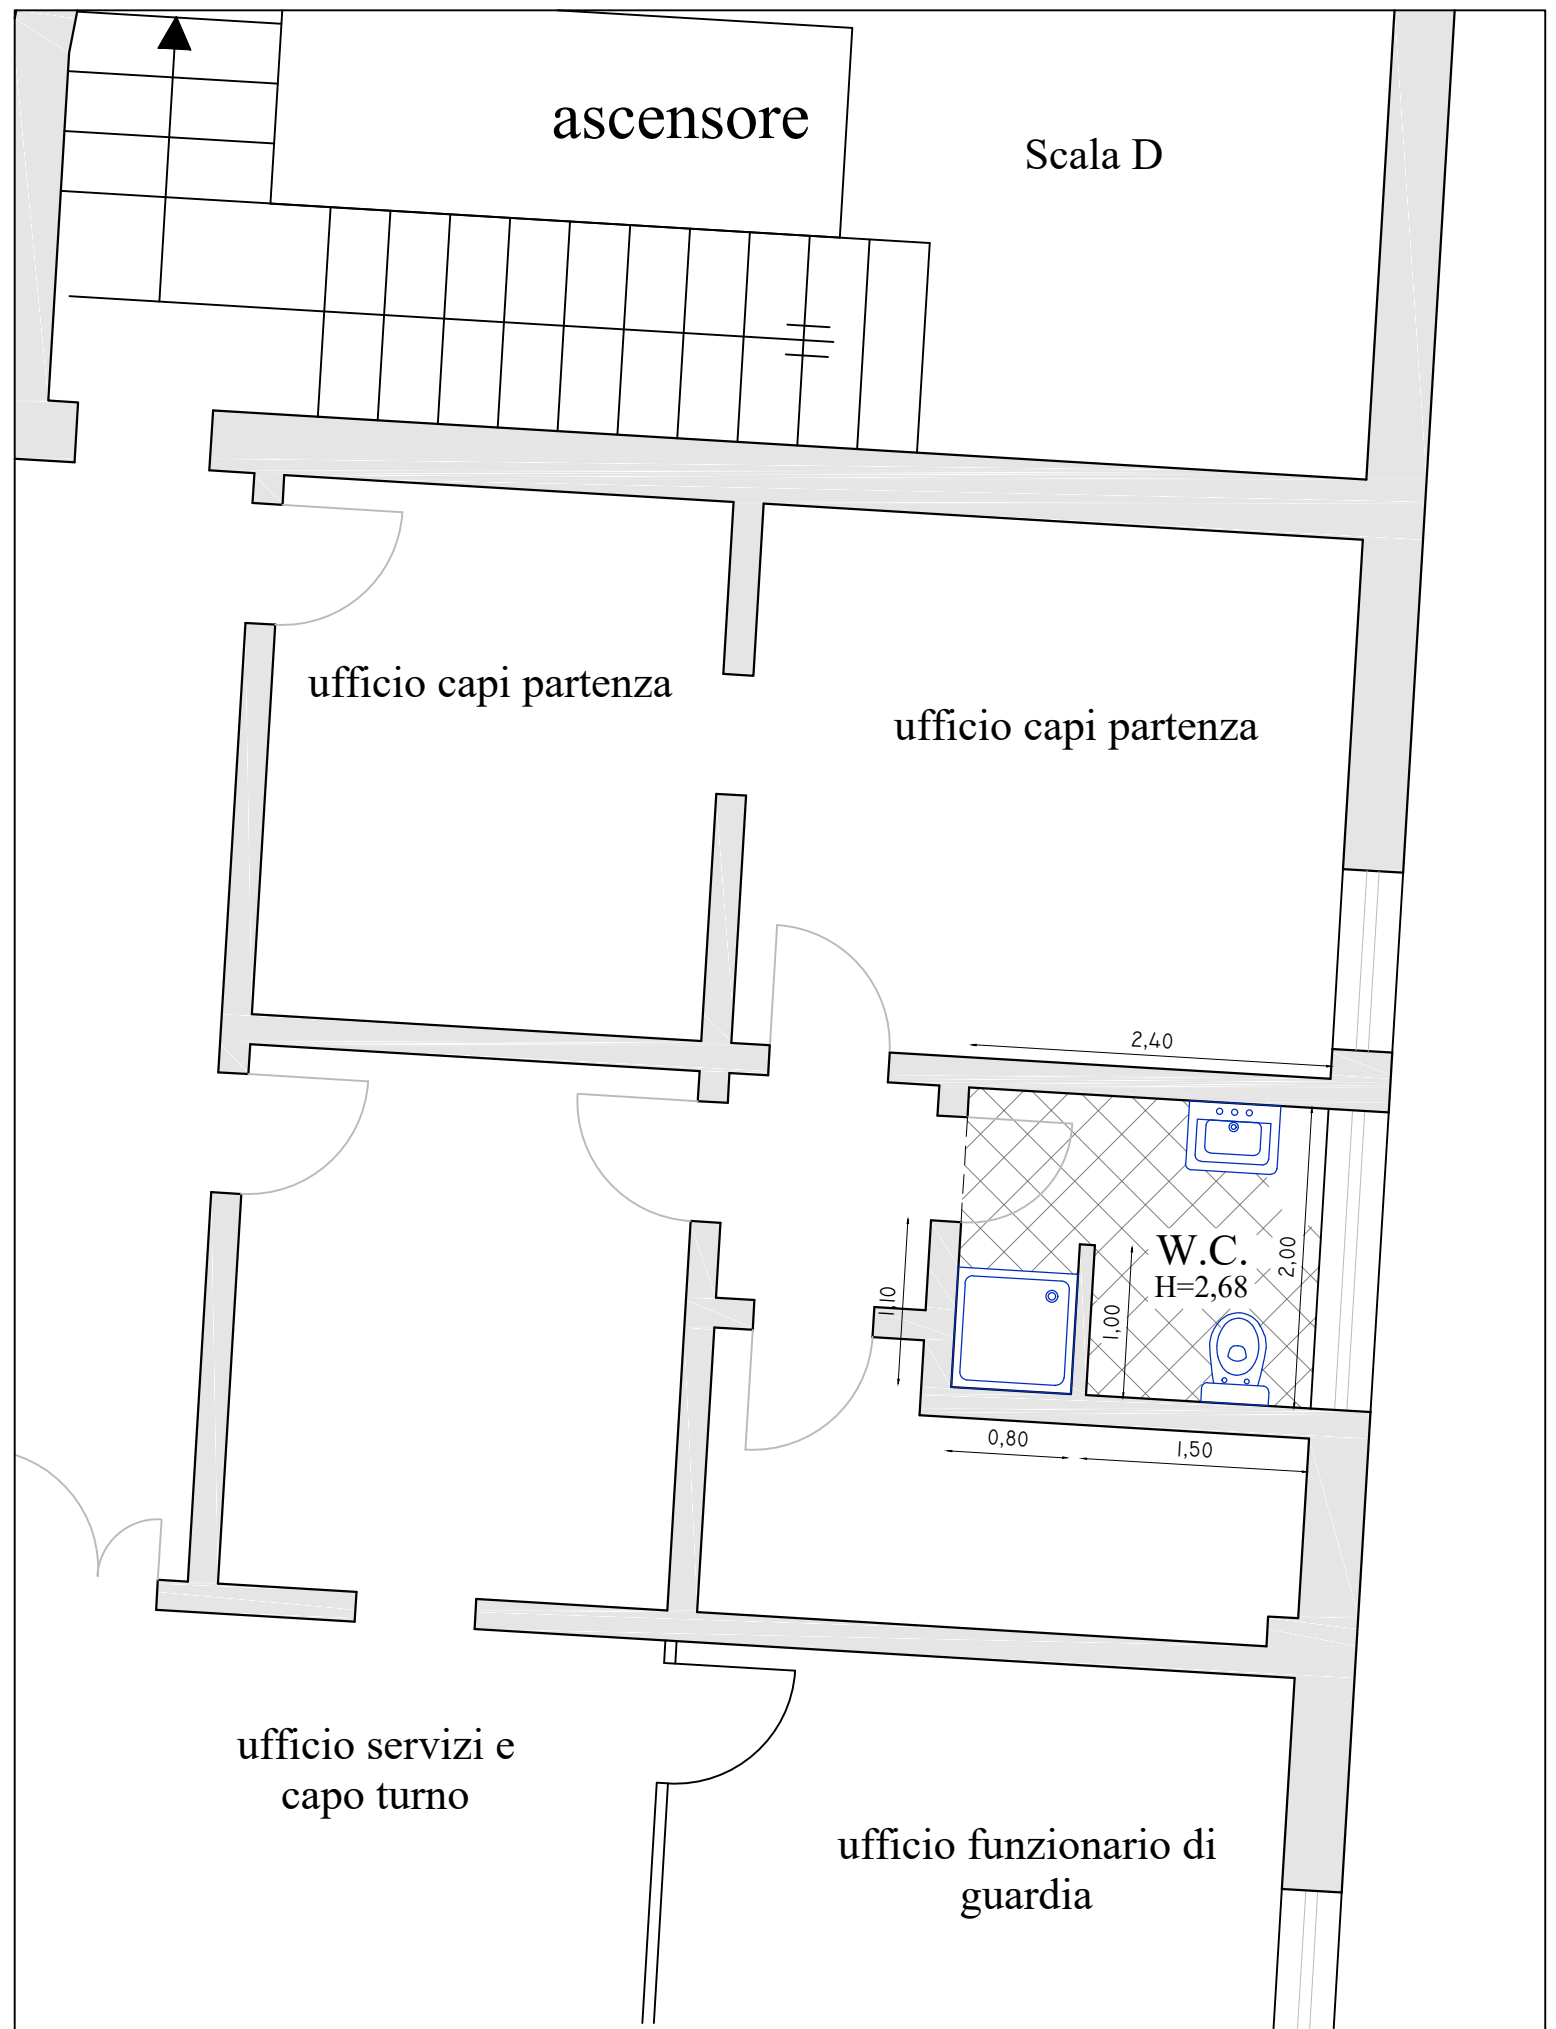 ascensore
Scala D
ufficio capi partenza
ufficio capi partenza
2,40
W.C.
H=2,68
2,00
1,10
1,00
0,80
1,50
ufficio servizi e
capo turno
ufficio funzionario di
guardia